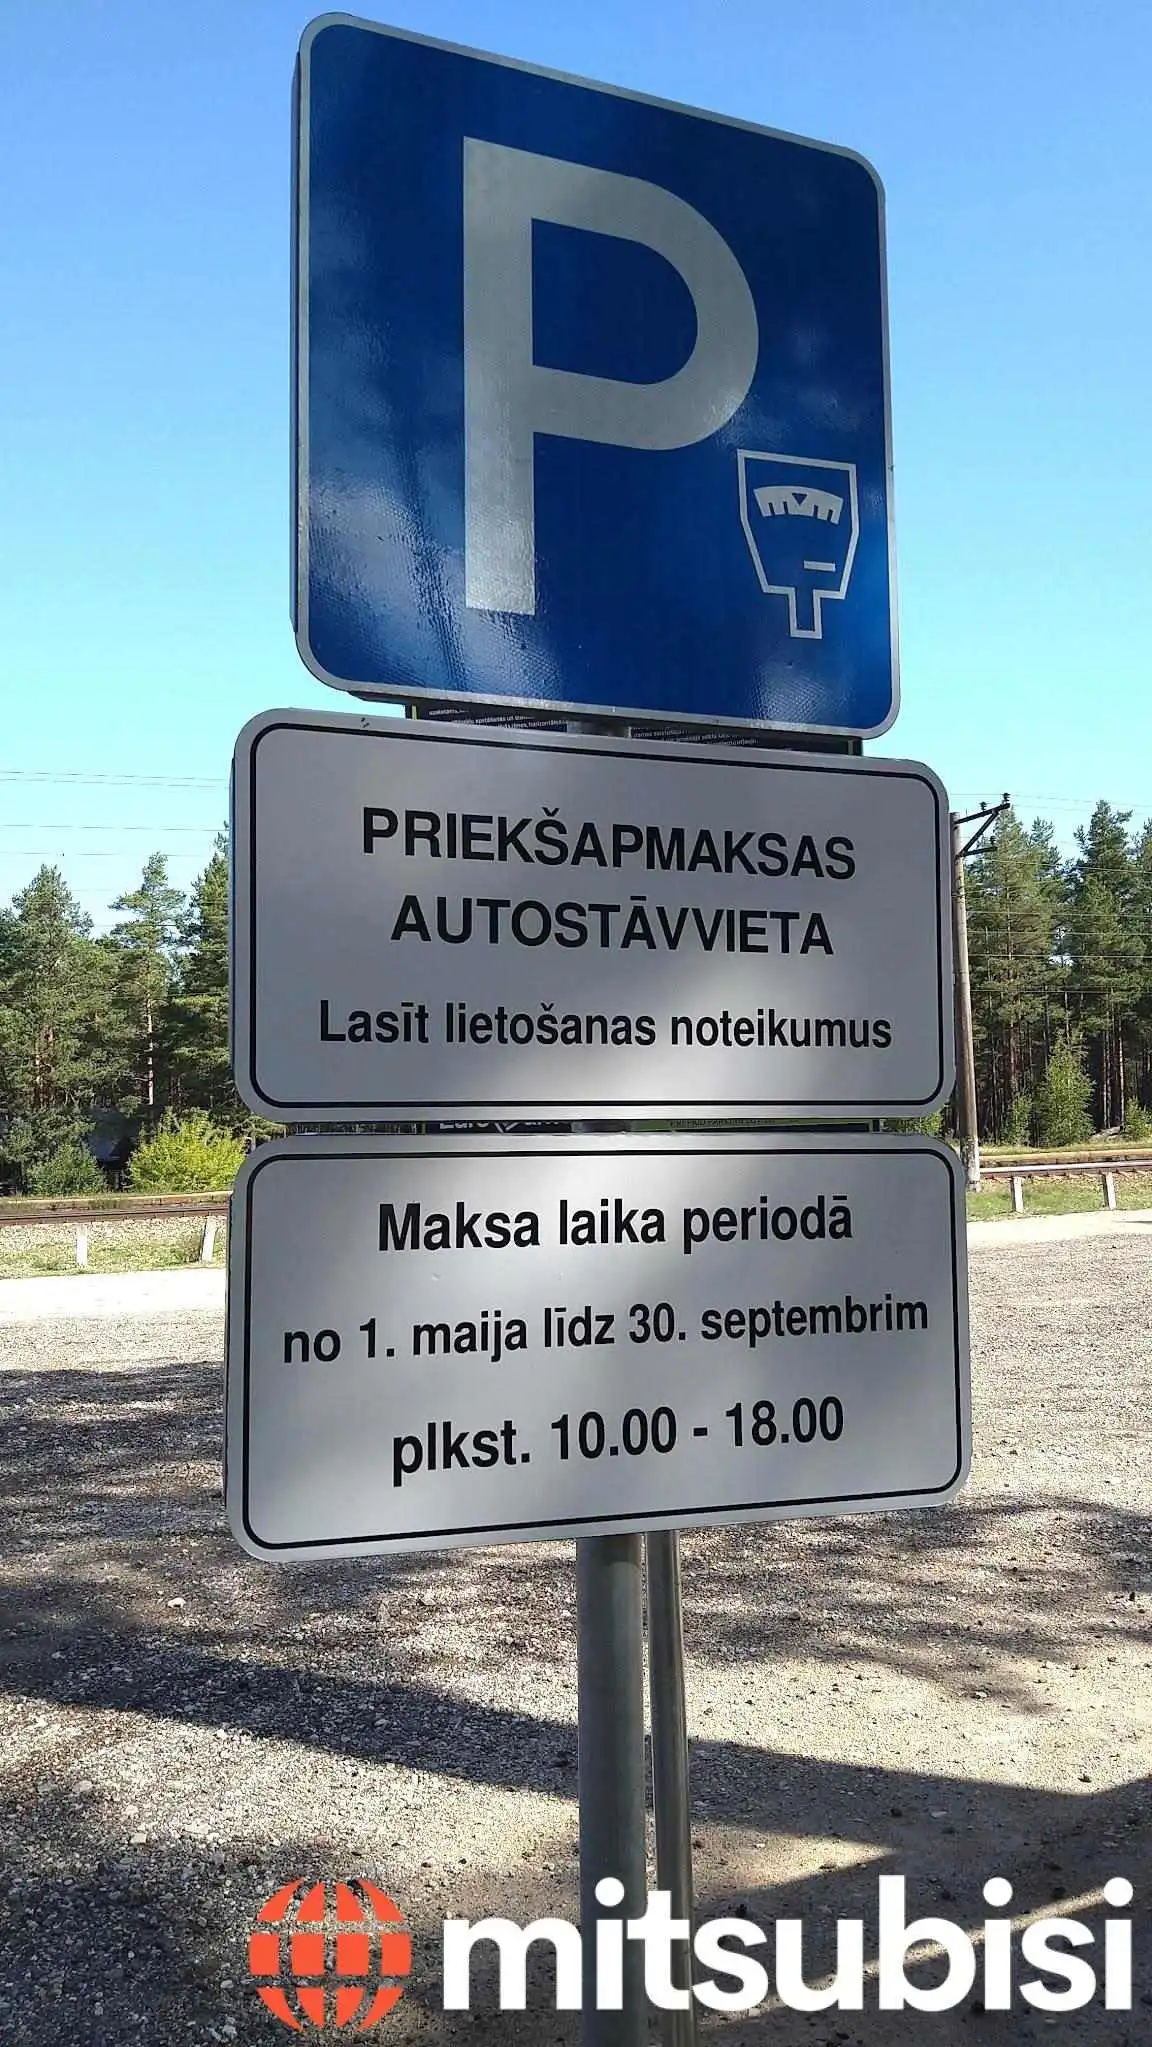 P
PRIEKŠAPMAKSAS
AUTOSTĀVVIETA
Lasīt lietošanas noteikumus
Maksa laika periodā
no 1. maija līdz 30. septembrim
plkst. 10.00 - 18.00
mitsubisi